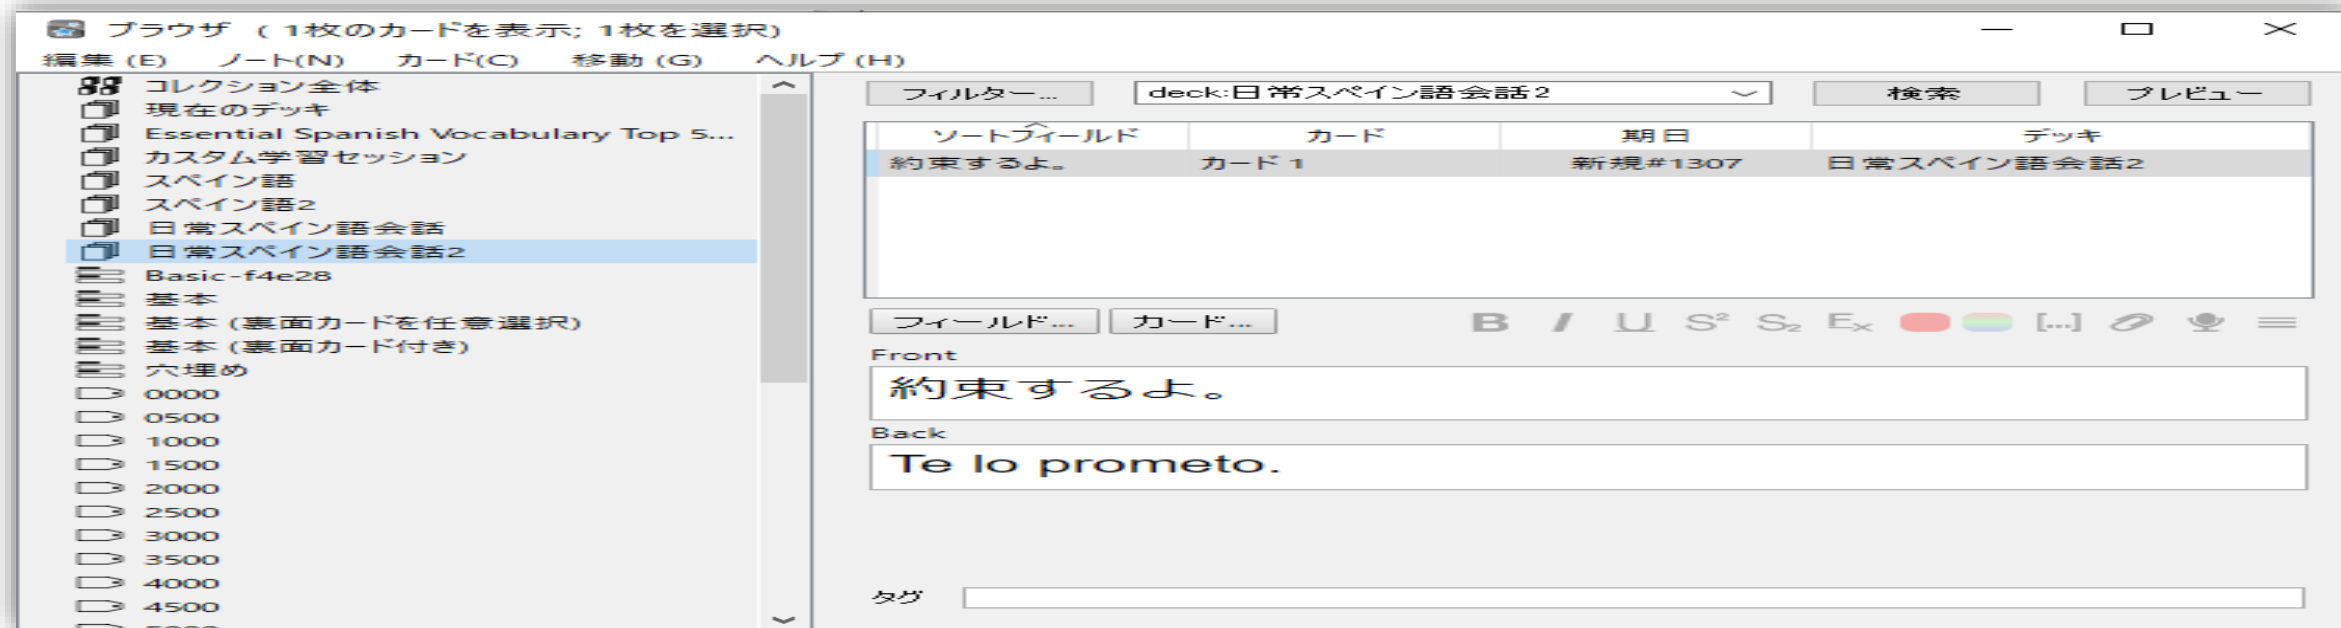 ブラウザ ( 1枚のカードを表示; 1枚を選択)
編集 (E) ノート(N) カード(C) 移動 (G) ヘルプ (H)
コレクション全体
現在のデッキ
Essential Spanish Vocabulary Top 5...
カスタム学習セッション
スペイン語
スペイン語2
日常スペイン語会話
日常スペイン語会話2
Basic-f4e28
基本
基本 (裏面カードを任意選択)
基本 (裏面カード付き)
穴埋め
0000
0500
1000
1500
2000
2500
3000
3500
4000
4500
フィルター... deck:日常スペイン語会話2 検索 プレビュー
ソートフィールド カード 期日 デッキ
約束するよ。 カード 1 新規#1307 日常スペイン語会話2
フィールド... カード... B I U S² S₂ Eₓ [...]
Front
約束するよ。
Back
Te lo prometo.
タグ